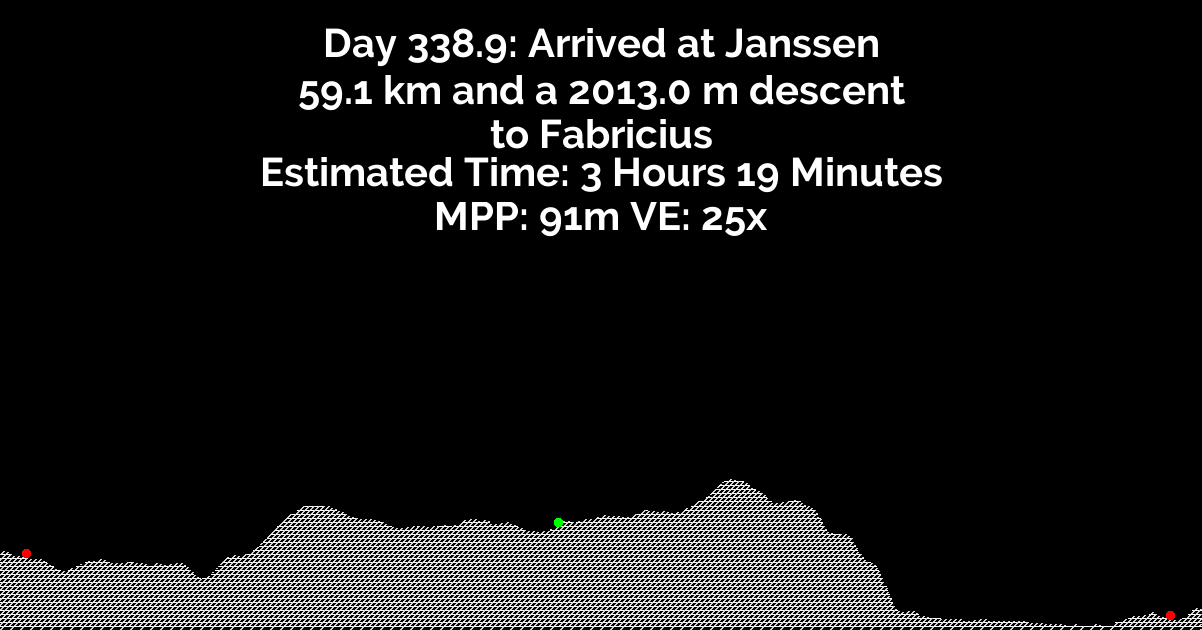 Day 338.9: Arrived at Janssen
59.1 km and a 2013.0 m descent
to Fabricius
Estimated Time: 3 Hours 19 Minutes
MPP: 91m VE: 25x